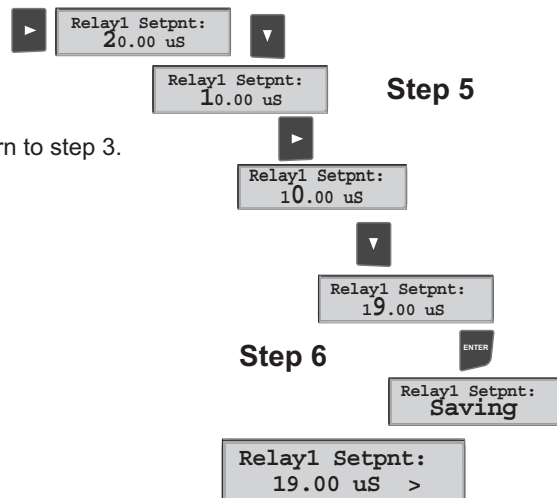 Relay1 Setpnt:
20.00 uS
Relay1 Setpnt:
10.00 uS
Step 5
rn to step 3.
Relay1 Setpnt:
10.00 uS
Relay1 Setpnt:
19.00 uS
Step 6
ENTER
Relay1 Setpnt:
Saving
Relay1 Setpnt:
19.00 uS >